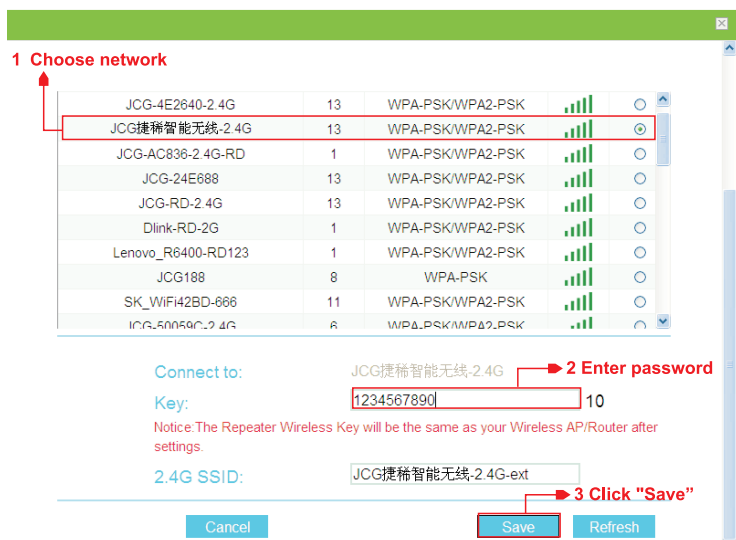 1 Choose network
JCG-4E2640-2.4G 13 WPA-PSK/WPA2-PSK
JCG捷稀智能无线-2.4G 13 WPA-PSK/WPA2-PSK
JCG-AC836-2.4G-RD 1 WPA-PSK/WPA2-PSK
JCG-24E688 13 WPA-PSK/WPA2-PSK
JCG-RD-2.4G 13 WPA-PSK/WPA2-PSK
Dlink-RD-2G 1 WPA-PSK/WPA2-PSK
Lenovo_R6400-RD123 1 WPA-PSK/WPA2-PSK
JCG188 8 WPA-PSK
SK_WiFi42BD-666 11 WPA-PSK/WPA2-PSK
JCG-50059C-2.4G 6 WPA-PSK/WPA2-PSK
Connect to: JCG捷稀智能无线-2.4G 2 Enter password
Key: 1234567890 10
Notice:The Repeater Wireless Key will be the same as your Wireless AP/Router after
settings.
2.4G SSID: JCG捷稀智能无线-2.4G-ext
3 Click "Save”
Cancel Save Refresh